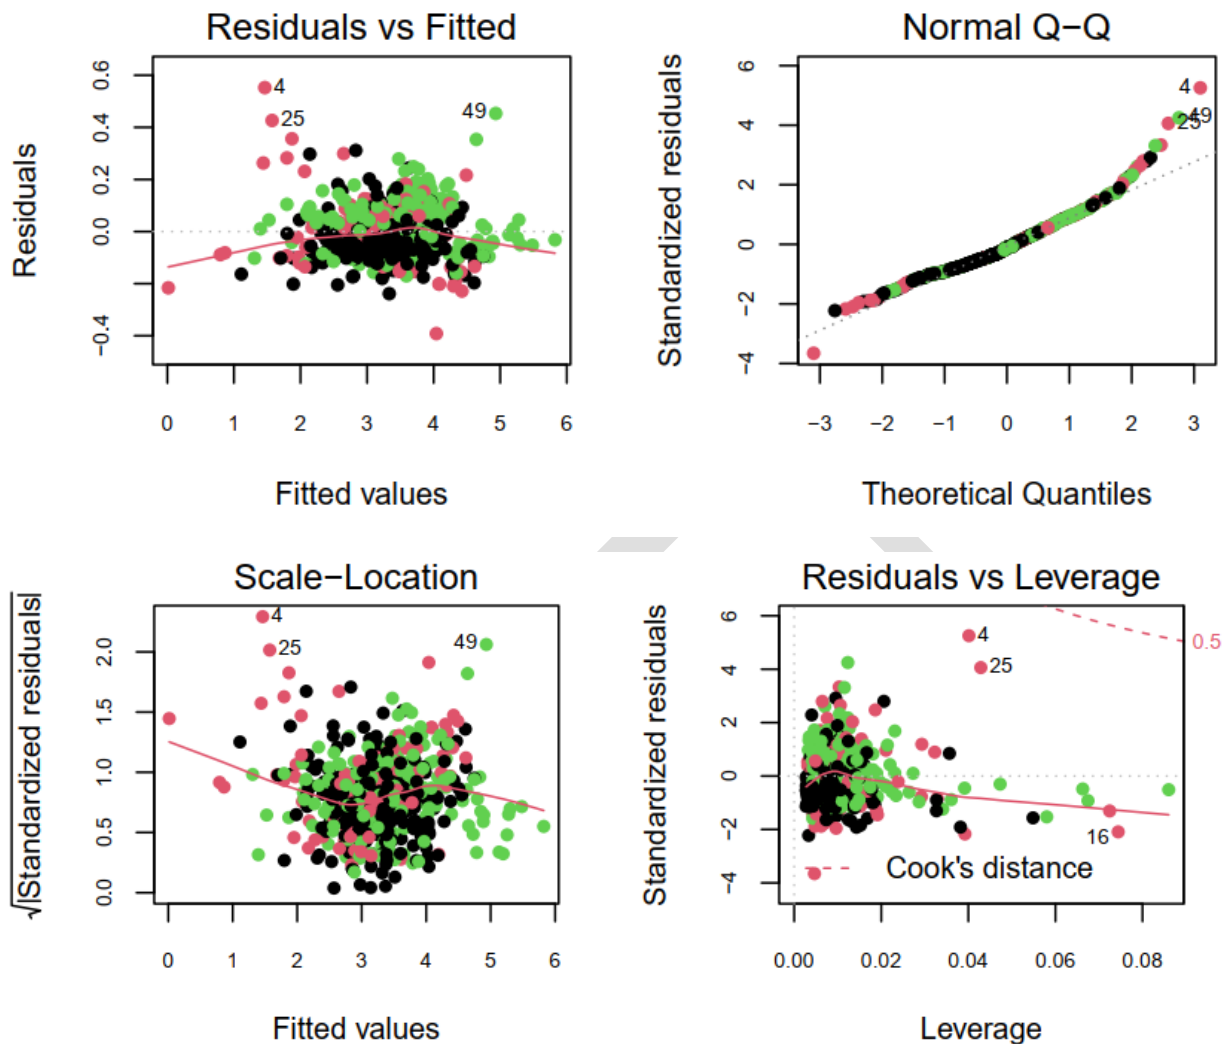 Residuals vs Fitted
Residuals
0.6
0.4
0.2
0.0
−0.4
4
25
49
0 1 2 3 4 5 6
Fitted values
Normal Q−Q
Standardized residuals
6
4
2
0
−2
−4
4
49
25
−3 −2 −1 0 1 2 3
Theoretical Quantiles
Scale−Location
√|Standardized residuals|
2.0
1.5
1.0
0.5
0.0
4
25
49
0 1 2 3 4 5 6
Fitted values
Residuals vs Leverage
Standardized residuals
6
4
2
0
−2
−4
4
25
0.5
16
Cook's distance
0.00 0.02 0.04 0.06 0.08
Leverage